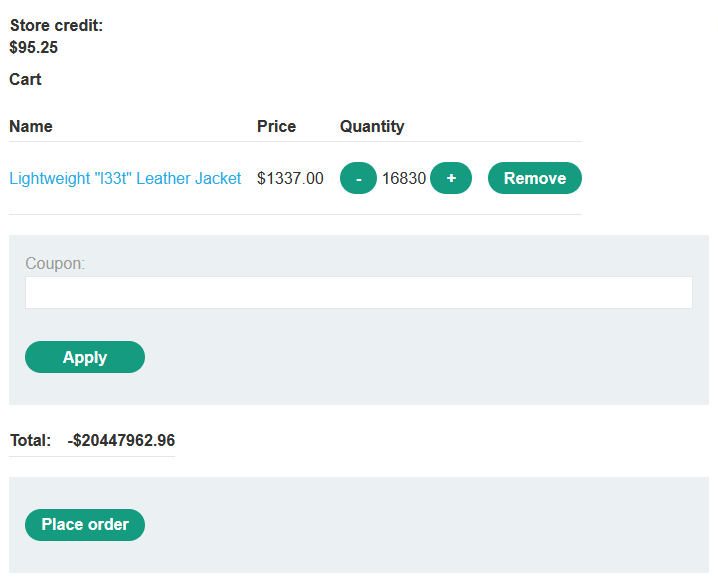 Store credit:
$95.25
Cart
Name Price Quantity
Lightweight "l33t" Leather Jacket $1337.00 - 16830 + Remove
Coupon:
Apply
Total: -$20447962.96
Place order